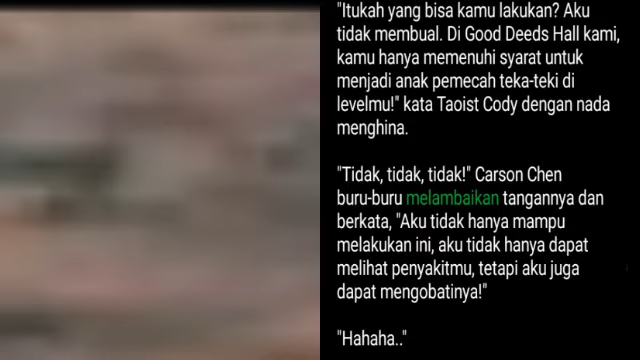 "Itukah yang bisa kamu lakukan? Aku
tidak membual. Di Good Deeds Hall kami,
kamu hanya memenuhi syarat untuk
menjadi anak pemecah teka-teki di
levelmu!" kata Taoist Cody dengan nada
menghina.
"Tidak, tidak, tidak!" Carson Chen
buru-buru melambaikan tangannya dan
berkata, "Aku tidak hanya mampu
melakukan ini, aku tidak hanya dapat
melihat penyakitmu, tetapi aku juga
dapat mengobatinya!"
"Hahaha.."